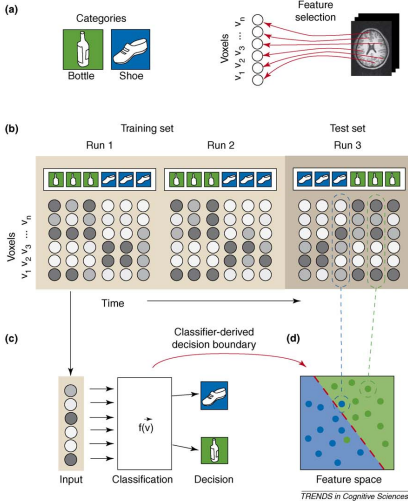 (a)
Categories
Bottle
Shoe
Feature
selection
Voxels
v1 v2 ... vn
(b)
Training set
Test set
Run 1
Run 2
Run 3
Voxels
v1 v2 v3 ... vn
Time
(c)
Classifier-derived
decision boundary
(d)
f(v)
Input
Classification
Decision
Feature space
TRENDS in Cognitive Sciences